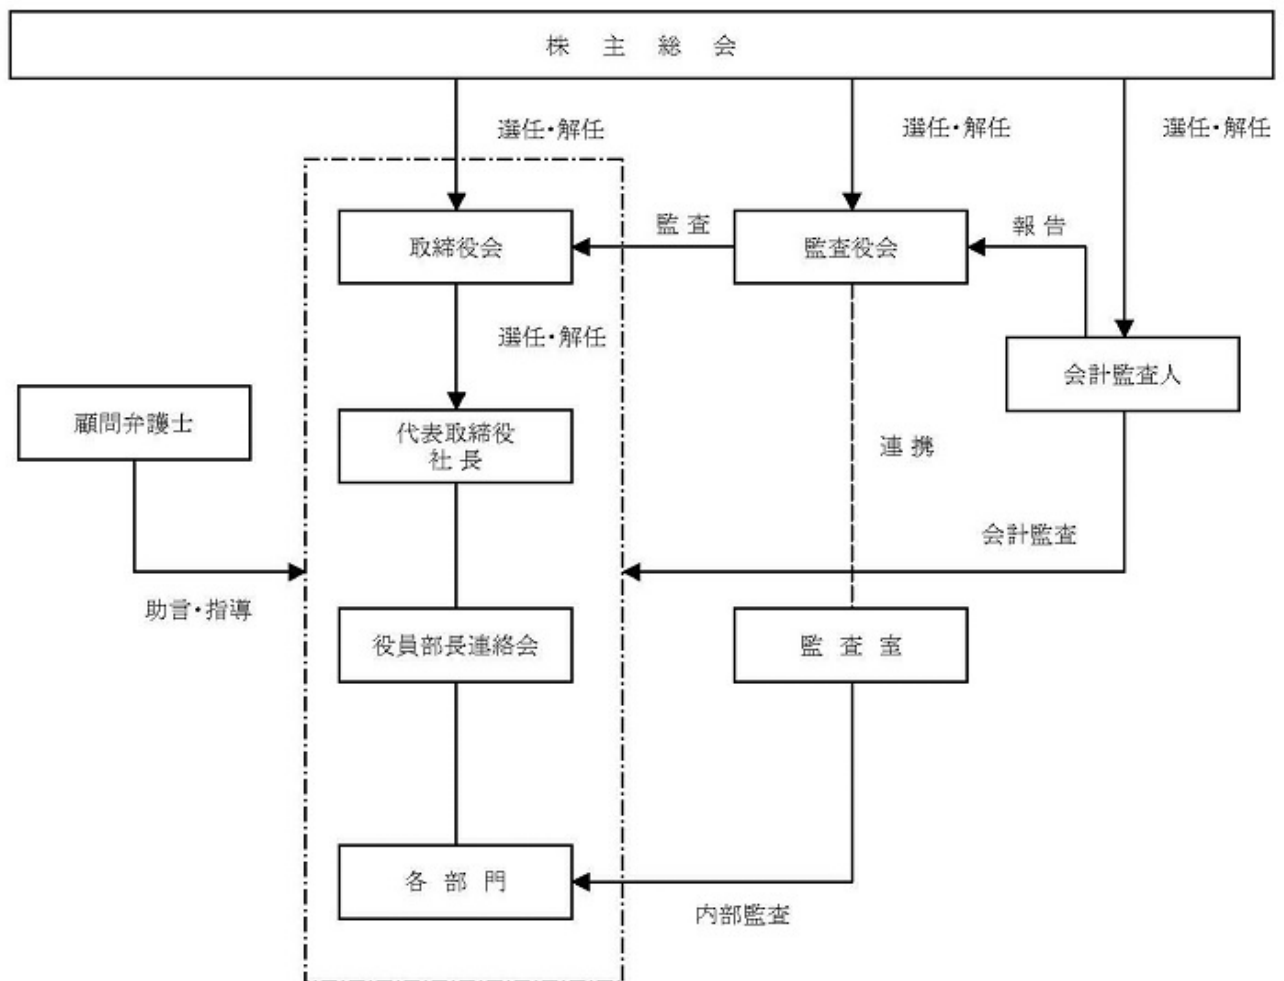 株 主 総 会
選任・解任
選任・解任
選任・解任
取締役会
監 査
監査役会
報 告
選任・解任
会計監査人
顧問弁護士
代表取締役
社 長
連 携
会計監査
助言・指導
役員部長連絡会
監 査 室
各 部 門
内部監査